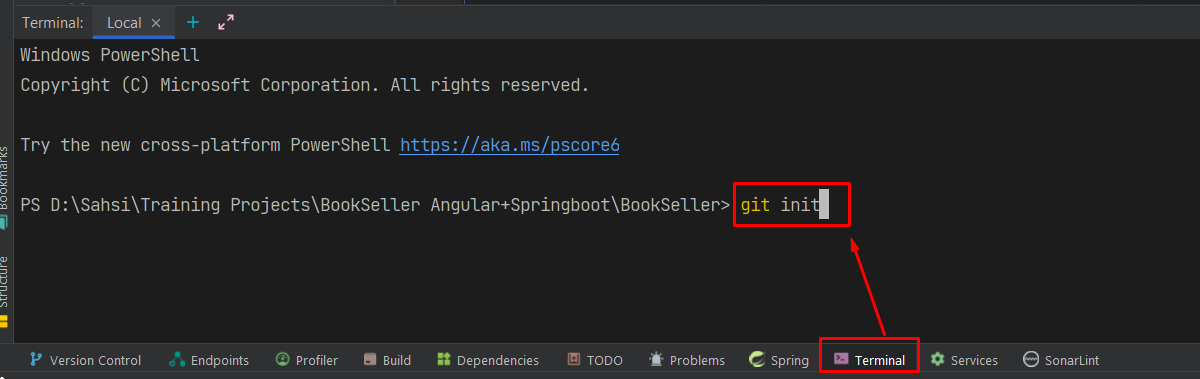 Terminal: Local × +
Windows PowerShell
Copyright (C) Microsoft Corporation. All rights reserved.
Try the new cross-platform PowerShell https://aka.ms/pscore6
PS D:\Sahsi\Training Projects\BookSeller Angular+Springboot\BookSeller> git init
Bookmarks
Structure
Version Control Endpoints Profiler Build Dependencies TODO Problems Spring Terminal Services SonarLint